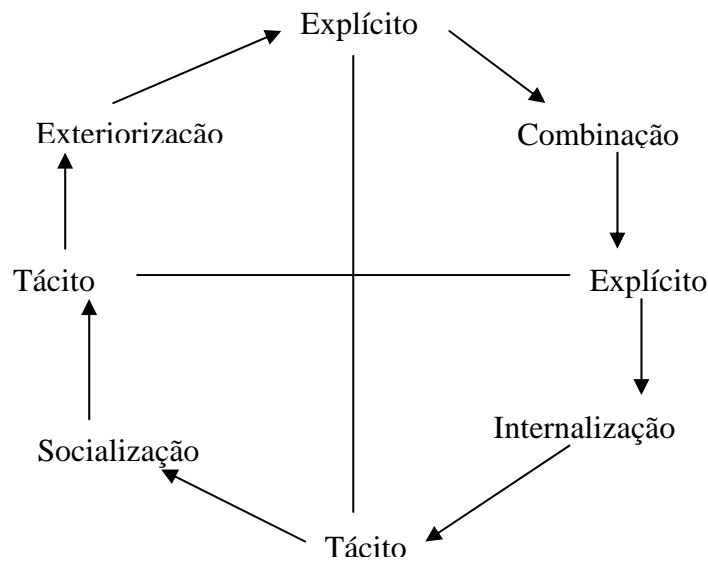 Explícito
Exteriorização
Combinação
Tácito
Explícito
Socialização
Internalização
Tácito